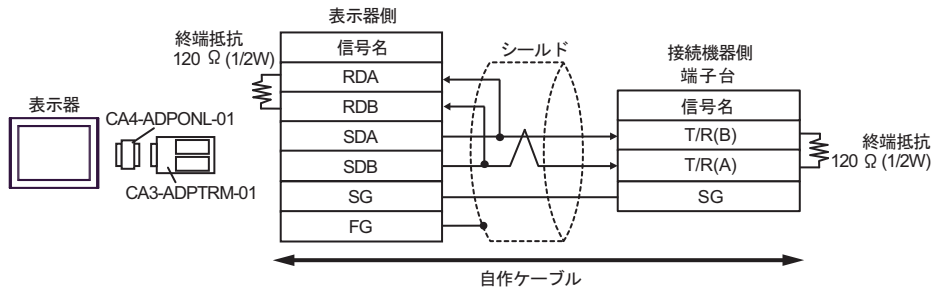 表示器側
終端抵抗
120 Ω (1/2W)
信号名
RDA
RDB
SDA
SDB
SG
FG
シールド
接続機器側
端子台
信号名
T/R(B)
T/R(A)
SG
終端抵抗
120 Ω (1/2W)
表示器
CA4-ADPONL-01
CA3-ADPTRM-01
自作ケーブル